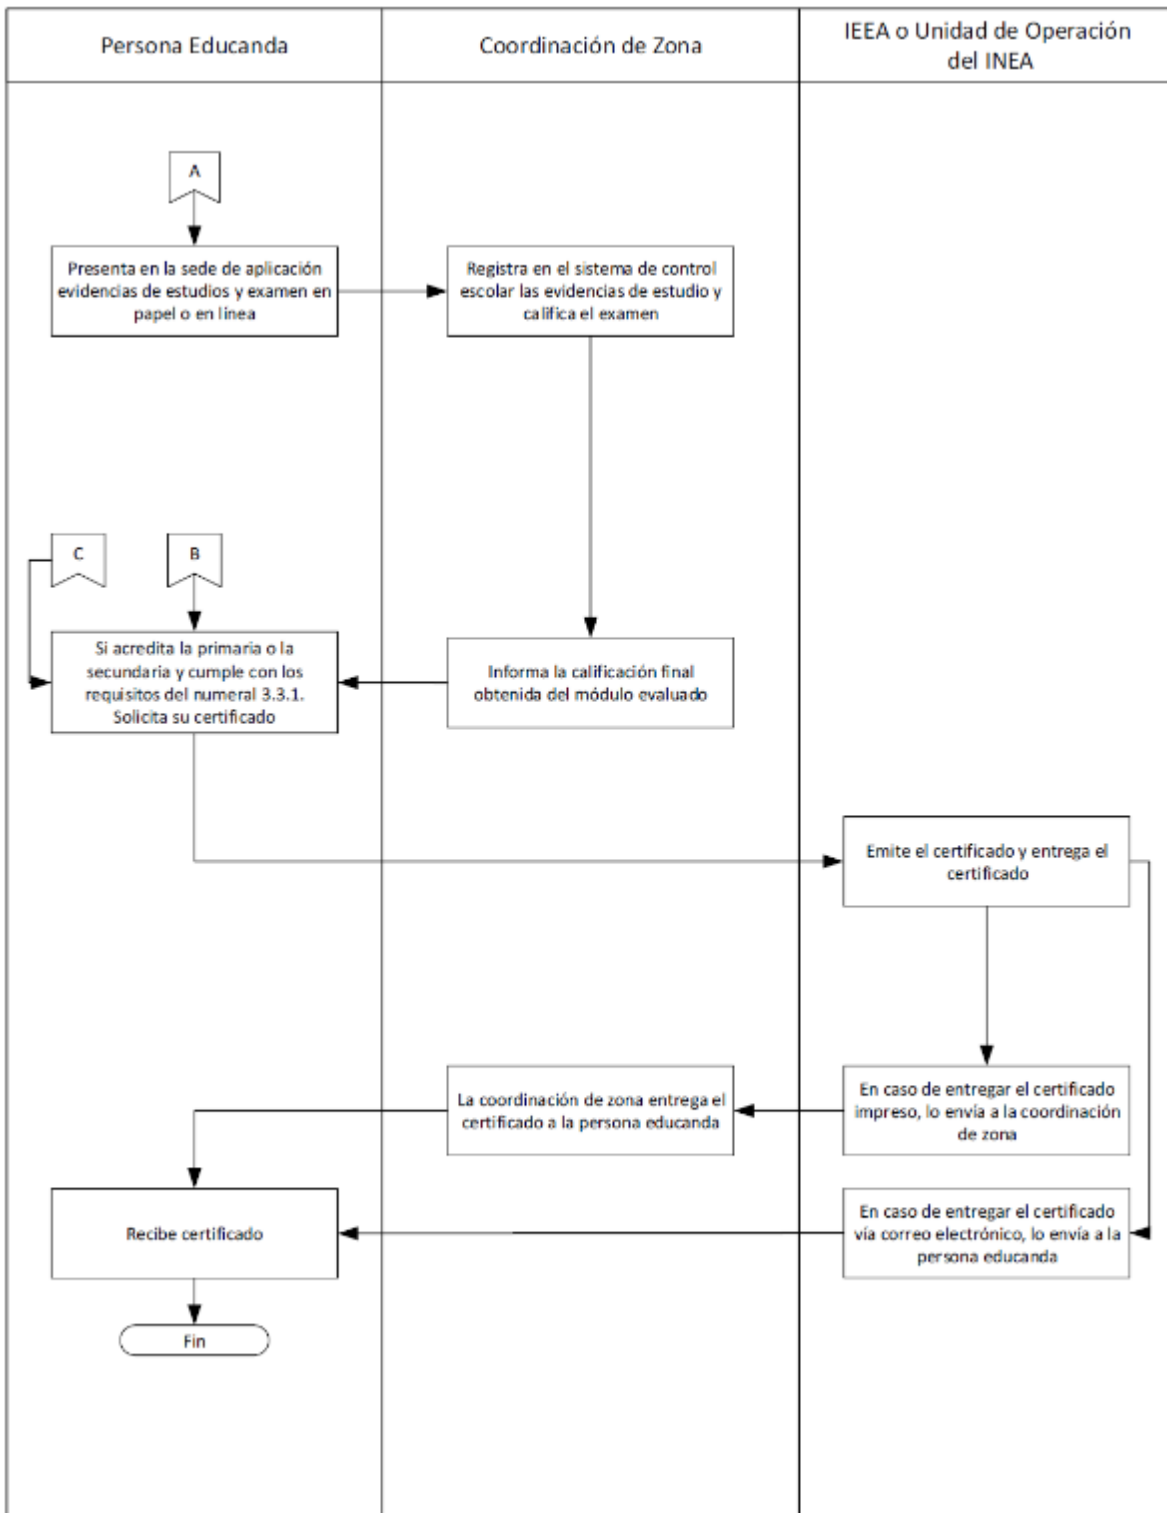 Persona Educanda
Coordinación de Zona
IEEA o Unidad de Operación
del INEA
A
Presenta en la sede de aplicación
evidencias de estudios y examen en
papel o en línea
Registra en el sistema de control
escolar las evidencias de estudio y
califica el examen
C
B
Si acredita la primaria o la
secundaria y cumple con los
requisitos del numeral 3.3.1.
Solicita su certificado
Informa la calificación final
obtenida del módulo evaluado
Emite el certificado y entrega el
certificado
La coordinación de zona entrega el
certificado a la persona educanda
En caso de entregar el certificado
impreso, lo envía a la coordinación
de zona
Recibe certificado
En caso de entregar el certificado
vía correo electrónico, lo envía a la
persona educanda
Fin